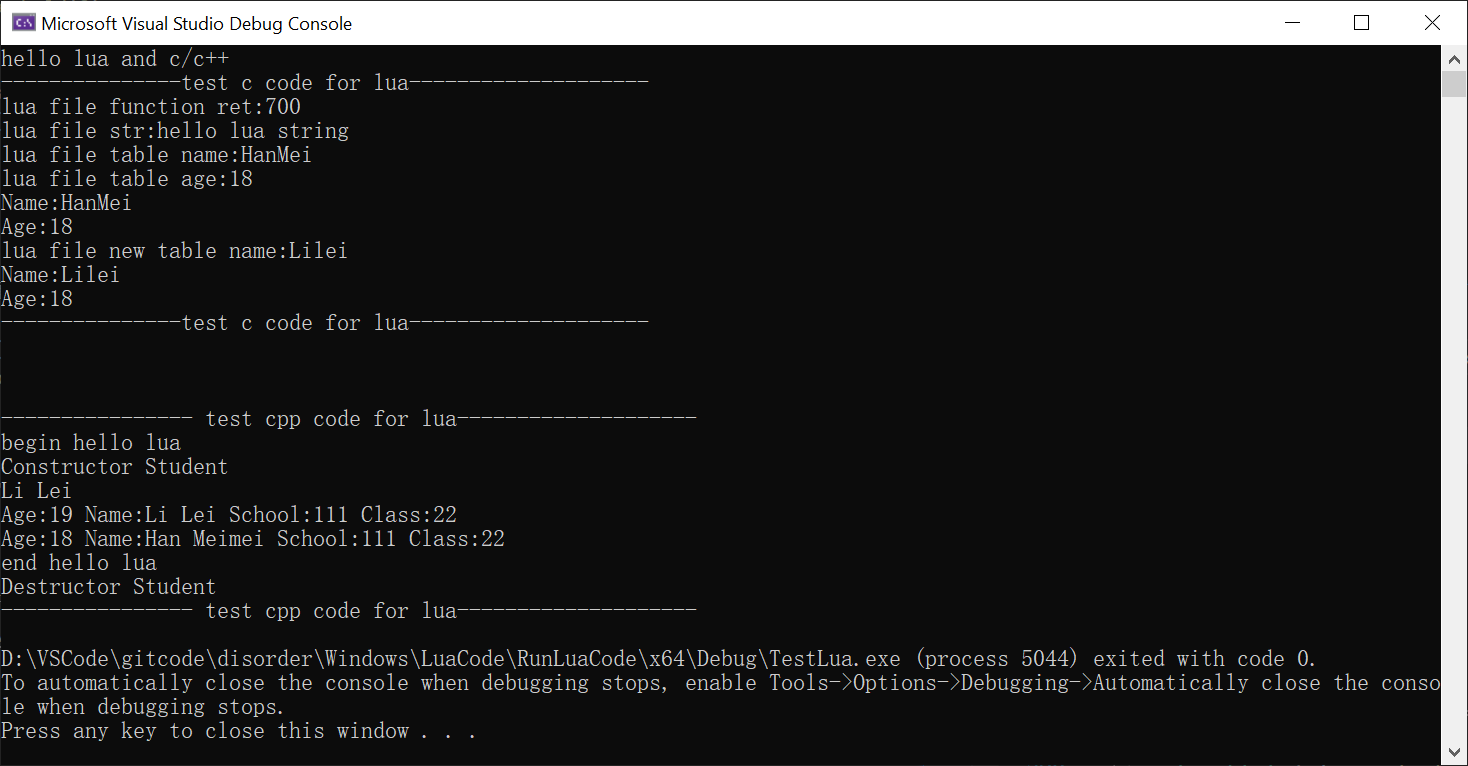 Microsoft Visual Studio Debug Console
hello lua and c/c++
---------------test c code for lua--------------------
lua file function ret:700
lua file str:hello lua string
lua file table name:HanMei
lua file table age:18
Name:HanMei
Age:18
lua file new table name:Lilei
Name:Lilei
Age:18
---------------test c code for lua--------------------
---------------- test cpp code for lua--------------------
begin hello lua
Constructor Student
Li Lei
Age:19 Name:Li Lei School:111 Class:22
Age:18 Name:Han Meimei School:111 Class:22
end hello lua
Destructor Student
---------------- test cpp code for lua--------------------
D:\VSCode\gitcode\disorder\Windows\LuaCode\RunLuaCode\x64\Debug\TestLua.exe (process 5044) exited with code 0.
To automatically close the console when debugging stops, enable Tools->Options->Debugging->Automatically close the conso
le when debugging stops.
Press any key to close this window . . .